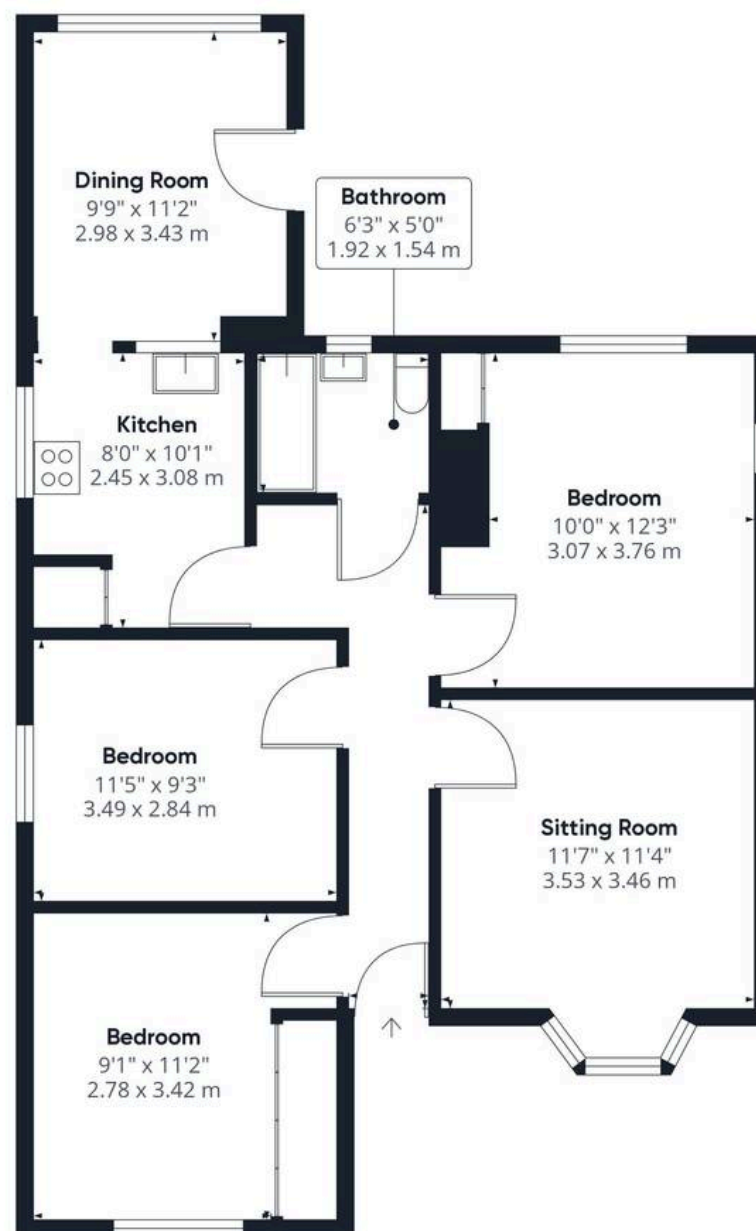 Dining Room
9'9" x 11'2"
2.98 x 3.43 m
Bathroom
6'3" x 5'0"
1.92 x 1.54 m
Kitchen
8'0" x 10'1"
2.45 x 3.08 m
Bedroom
10'0" x 12'3"
3.07 x 3.76 m
Bedroom
11'5" x 9'3"
3.49 x 2.84 m
Sitting Room
11'7" x 11'4"
3.53 x 3.46 m
Bedroom
9'1" x 11'2"
2.78 x 3.42 m